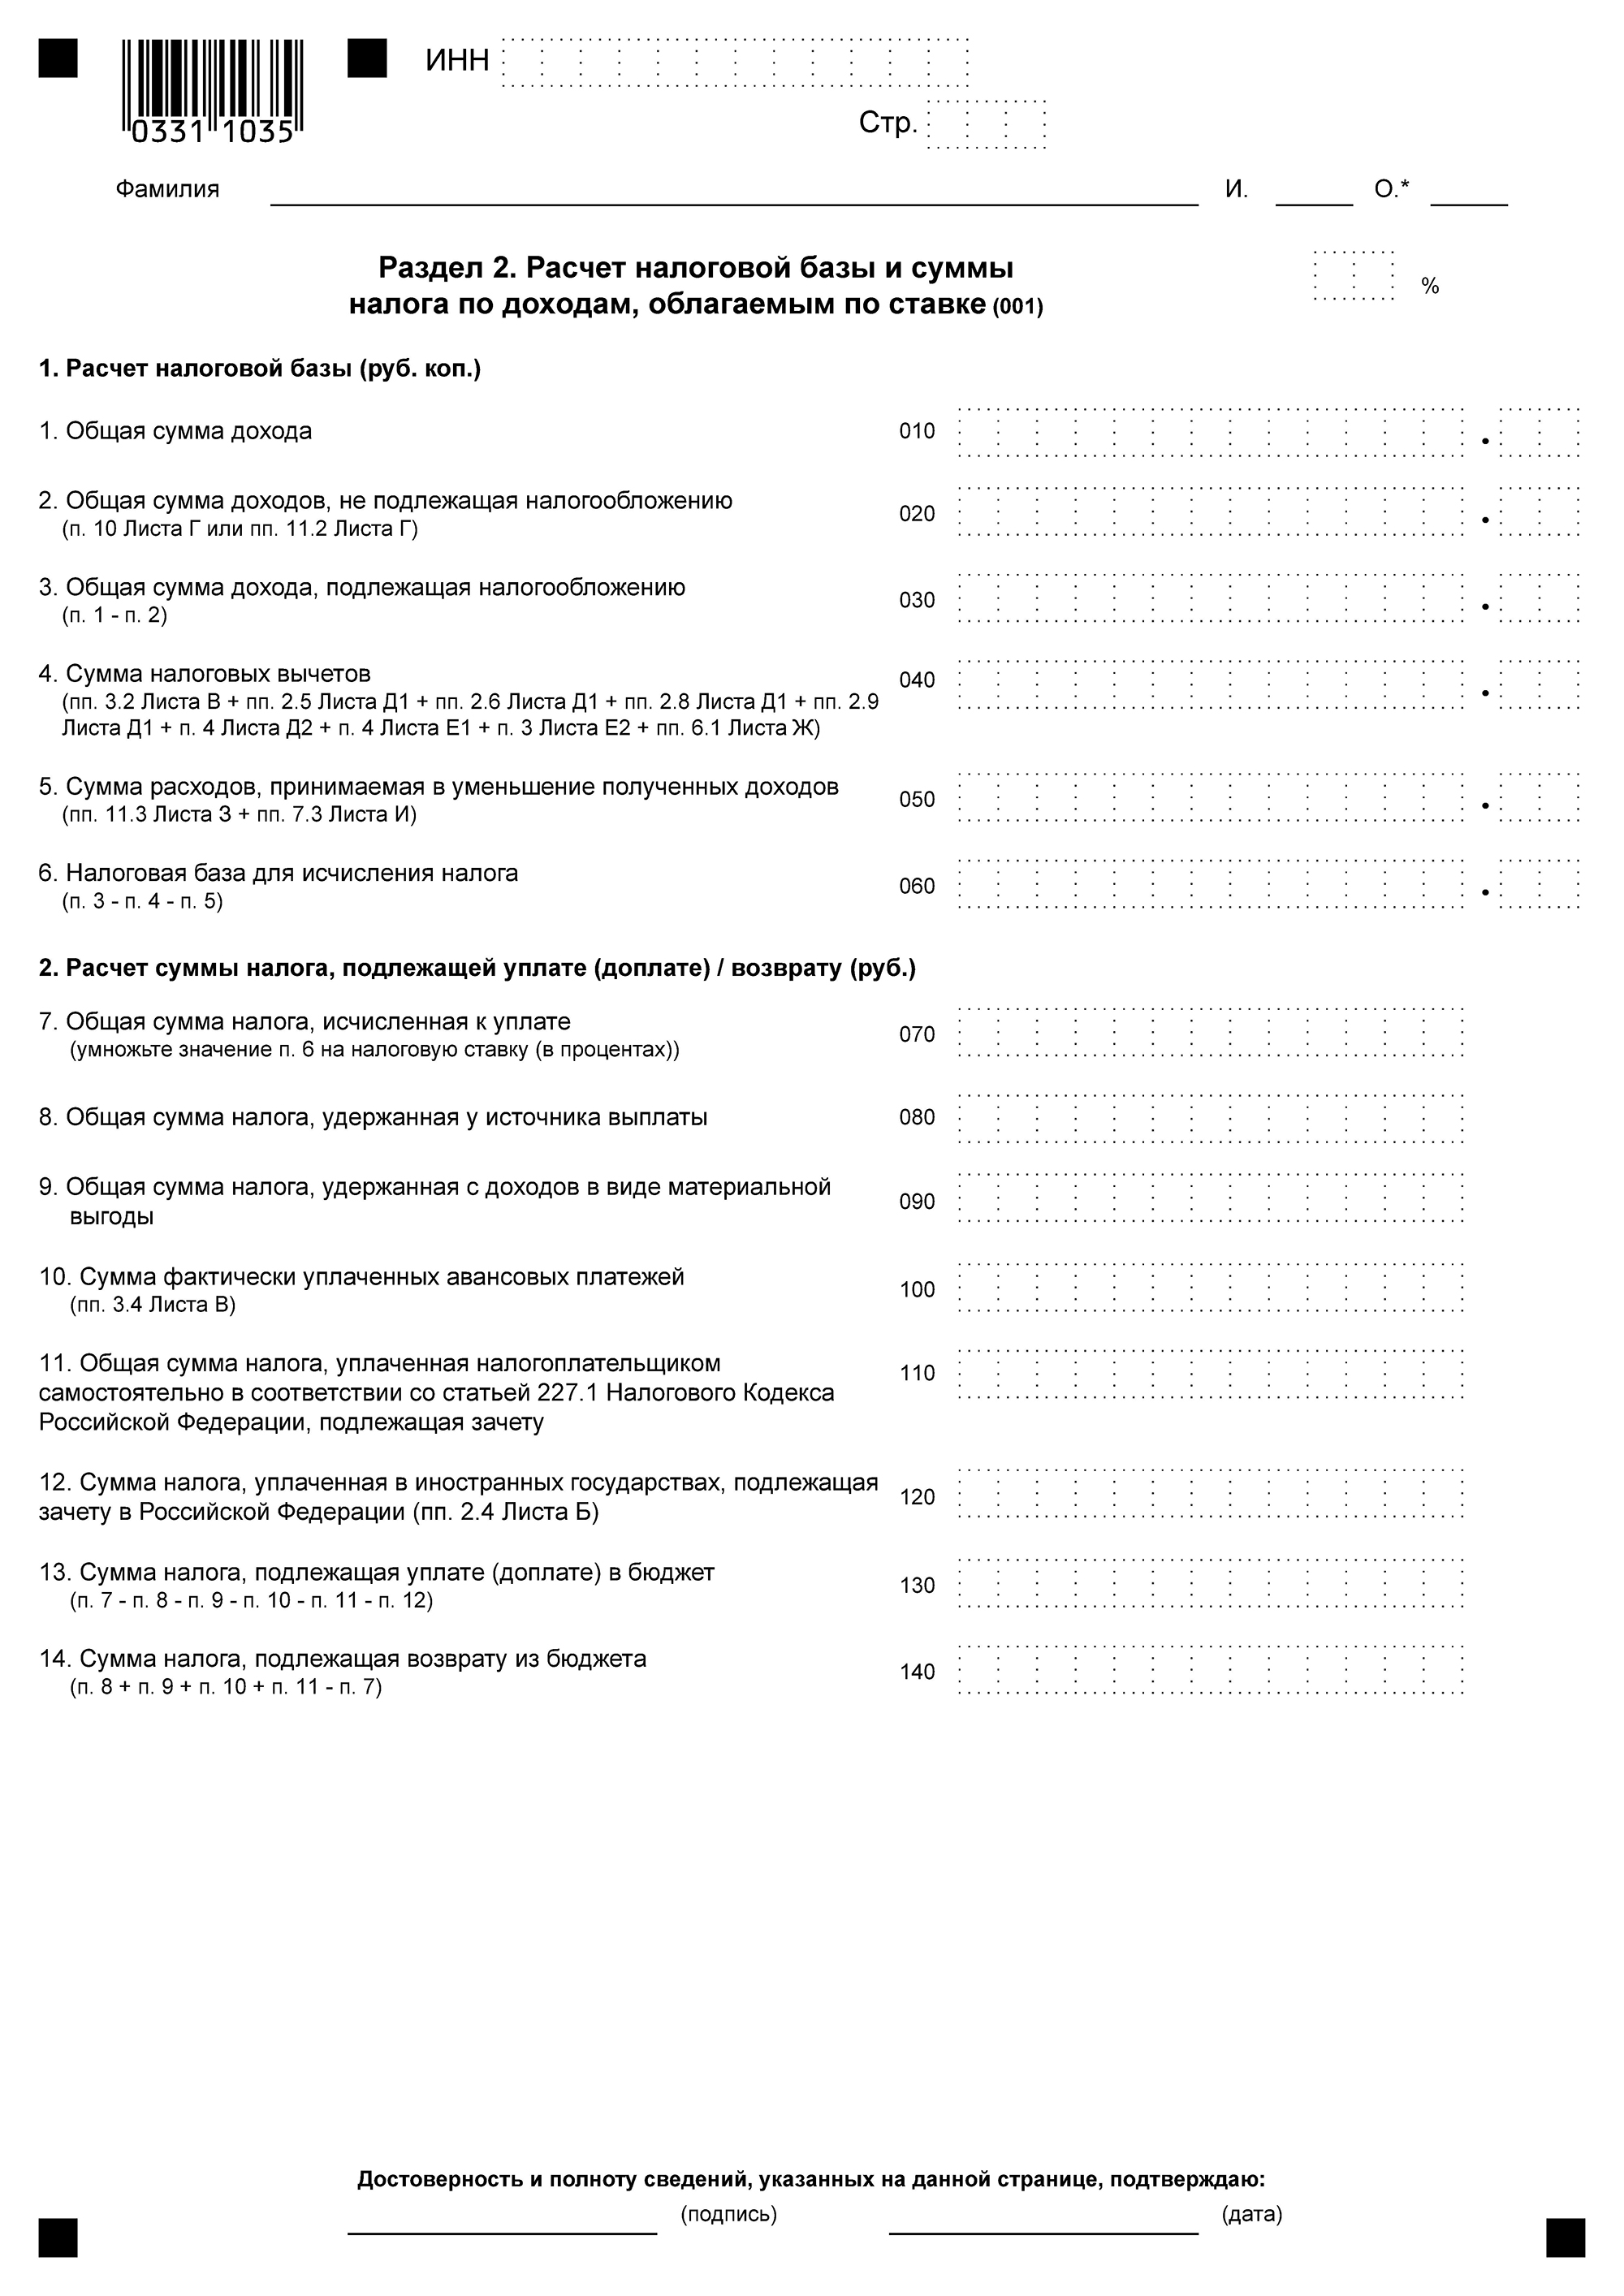 ИНН
0331 1035
Стр.
Фамилия И. О.*
Раздел 2. Расчет налоговой базы и суммы
налога по доходам, облагаемым по ставке (001) %
1. Расчет налоговой базы (руб. коп.)
1. Общая сумма дохода 010 .
2. Общая сумма доходов, не подлежащая налогообложению 020 .
(п. 10 Листа Г или пп. 11.2 Листа Г)
3. Общая сумма дохода, подлежащая налогообложению 030 .
(п. 1 - п. 2)
4. Сумма налоговых вычетов 040 .
(пп. 3.2 Листа В + пп. 2.5 Листа Д1 + пп. 2.6 Листа Д1 + пп. 2.8 Листа Д1 + пп. 2.9
Листа Д1 + п. 4 Листа Д2 + п. 4 Листа Е1 + п. 3 Листа Е2 + пп. 6.1 Листа Ж)
5. Сумма расходов, принимаемая в уменьшение полученных доходов 050 .
(пп. 11.3 Листа З + пп. 7.3 Листа И)
6. Налоговая база для исчисления налога 060 .
(п. 3 - п. 4 - п. 5)
2. Расчет суммы налога, подлежащей уплате (доплате) / возврату (руб.)
7. Общая сумма налога, исчисленная к уплате 070
(умножьте значение п. 6 на налоговую ставку (в процентах))
8. Общая сумма налога, удержанная у источника выплаты 080
9. Общая сумма налога, удержанная с доходов в виде материальной 090
выгоды
10. Сумма фактически уплаченных авансовых платежей 100
(пп. 3.4 Листа В)
11. Общая сумма налога, уплаченная налогоплательщиком 110
самостоятельно в соответствии со статьей 227.1 Налогового Кодекса
Российской Федерации, подлежащая зачету
12. Сумма налога, уплаченная в иностранных государствах, подлежащая 120
зачету в Российской Федерации (пп. 2.4 Листа Б)
13. Сумма налога, подлежащая уплате (доплате) в бюджет 130
(п. 7 - п. 8 - п. 9 - п. 10 - п. 11 - п. 12)
14. Сумма налога, подлежащая возврату из бюджета 140
(п. 8 + п. 9 + п. 10 + п. 11 - п. 7)
Достоверность и полноту сведений, указанных на данной странице, подтверждаю:
(подпись) (дата)